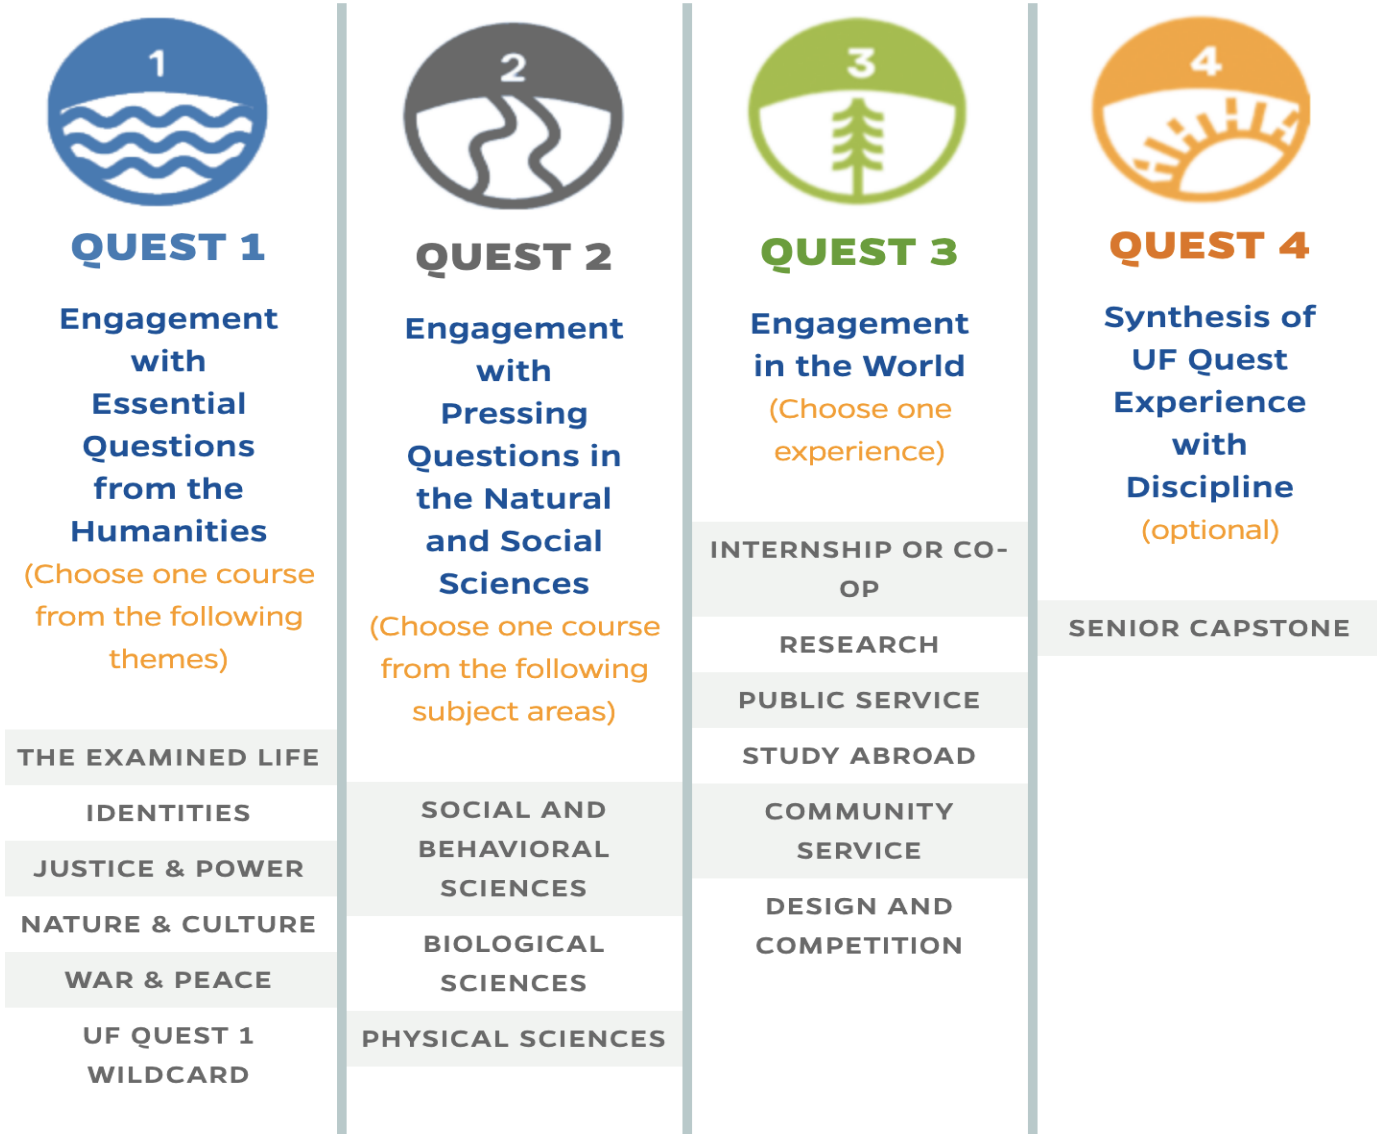 1
QUEST 1
Engagement
with
Essential
Questions
from the
Humanities
(Choose one course
from the following
themes)
THE EXAMINED LIFE
IDENTITIES
JUSTICE & POWER
NATURE & CULTURE
WAR & PEACE
UF QUEST 1
WILDCARD
2
QUEST 2
Engagement
with
Pressing
Questions in
the Natural
and Social
Sciences
(Choose one course
from the following
subject areas)
SOCIAL AND
BEHAVIORAL
SCIENCES
BIOLOGICAL
SCIENCES
PHYSICAL SCIENCES
3
QUEST 3
Engagement
in the World
(Choose one
experience)
INTERNSHIP OR CO-
OP
RESEARCH
PUBLIC SERVICE
STUDY ABROAD
COMMUNITY
SERVICE
DESIGN AND
COMPETITION
4
QUEST 4
Synthesis of
UF Quest
Experience
with
Discipline
(optional)
SENIOR CAPSTONE